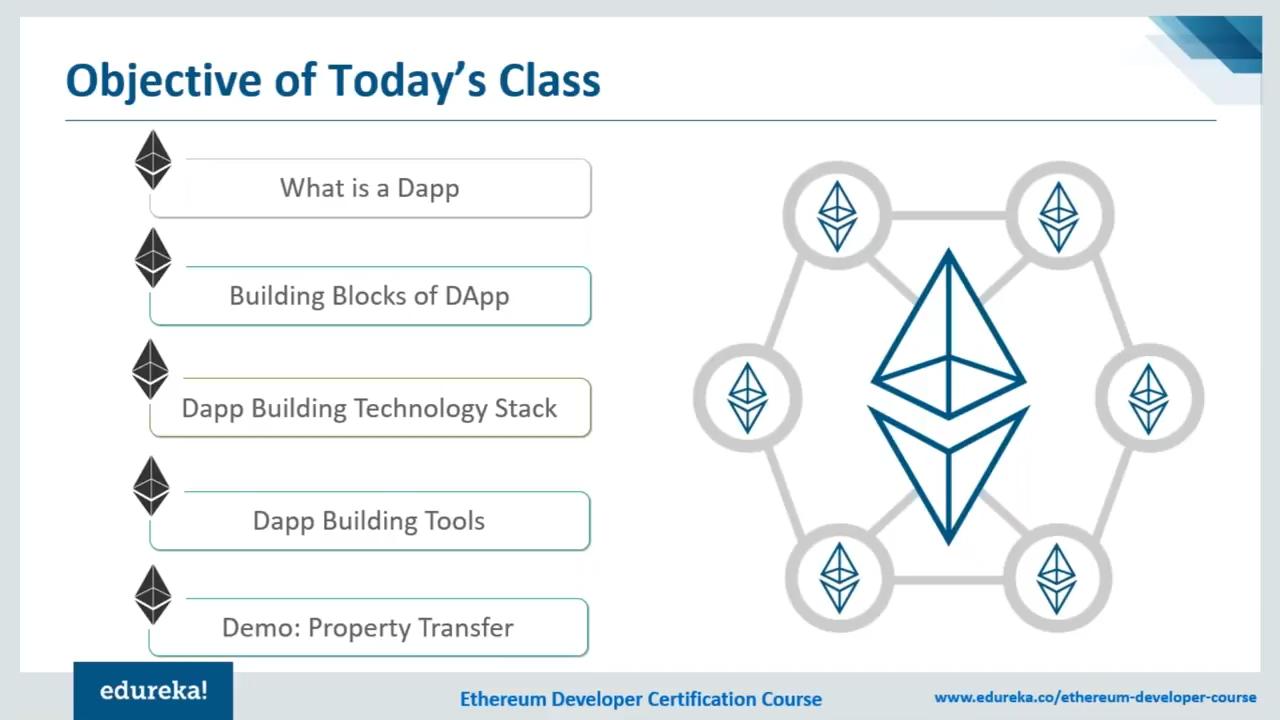 Objective of Today's Class
What is a Dapp
Building Blocks of DApp
Dapp Building Technology Stack
Dapp Building Tools
Demo: Property Transfer
edureka!
Ethereum Developer Certification Course
www.edureka.co/ethereum-developer-course